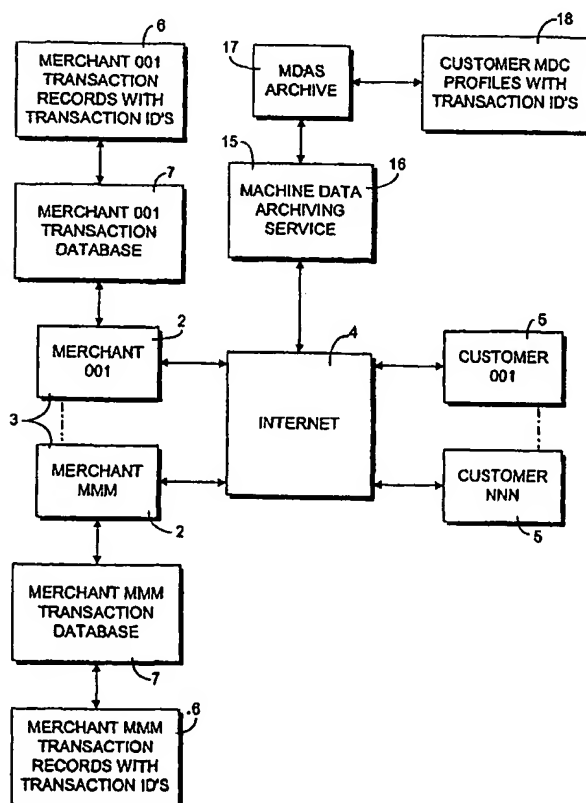 6
MERCHANT 001
TRANSACTION
RECORDS WITH
TRANSACTION ID'S
17
MDAS
ARCHIVE
18
CUSTOMER MDC
PROFILES WITH
TRANSACTION ID'S
7
MERCHANT 001
TRANSACTION
DATABASE
15
16
MACHINE DATA
ARCHIVING
SERVICE
2
MERCHANT
001
4
INTERNET
5
CUSTOMER
001
3
MERCHANT
MMM
2
CUSTOMER
NNN
5
MERCHANT MMM
TRANSACTION
DATABASE
7
6
MERCHANT MMM
TRANSACTION
RECORDS WITH
TRANSACTION ID'S